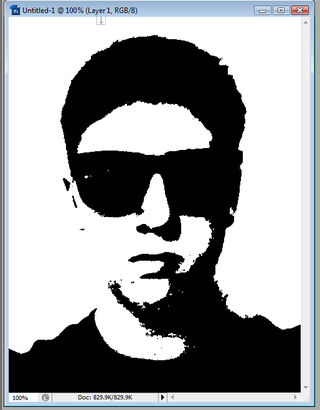 Untitled-1 @ 100% (Layer 1, RGB/8)
100%
Doc: 829.9K/829.9K